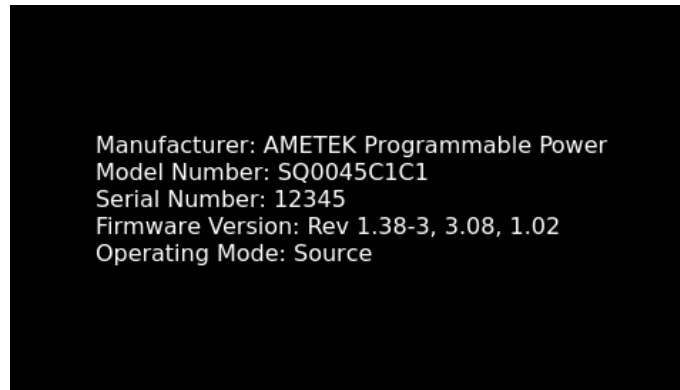 Manufacturer: AMETEK Programmable Power
Model Number: SQ0045C1C1
Serial Number: 12345
Firmware Version: Rev 1.38-3, 3.08, 1.02
Operating Mode: Source